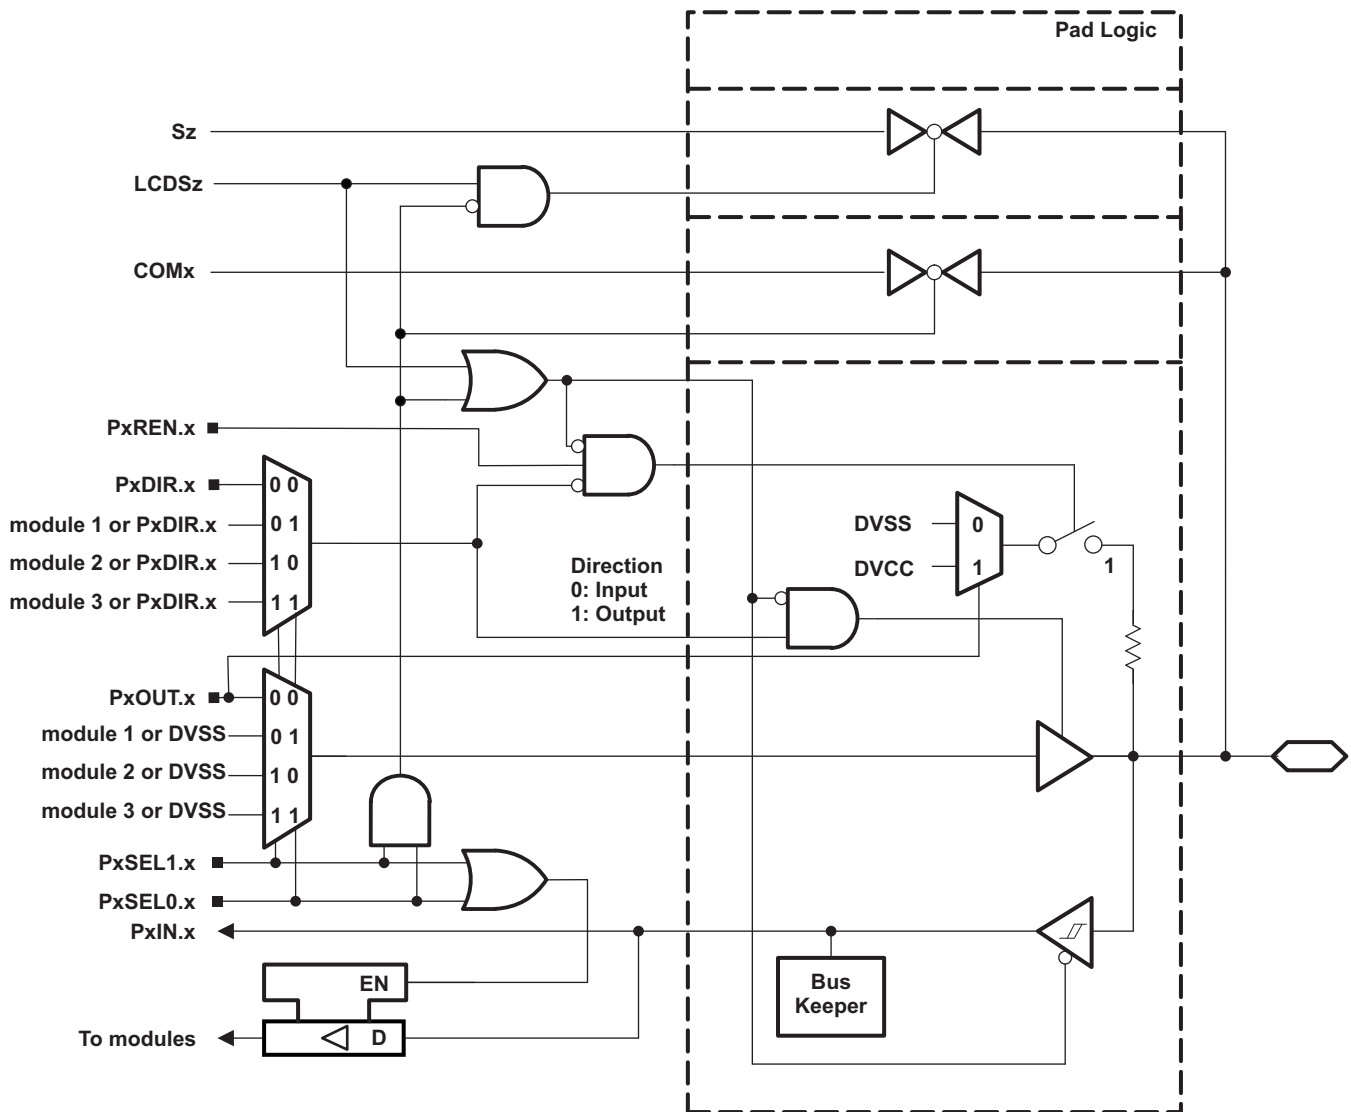 Pad Logic
Sz
LCDSz
COMx
PxREN.x
PxDIR.x
0 0
module 1 or PxDIR.x
0 1
module 2 or PxDIR.x
1 0
module 3 or PxDIR.x
1 1
Direction
0: Input
1: Output
DVSS
0
DVCC
1
1
PxOUT.x
0 0
module 1 or DVSS
0 1
module 2 or DVSS
1 0
module 3 or DVSS
1 1
PxSEL1.x
PxSEL0.x
PxIN.x
EN
D
To modules
Bus
Keeper